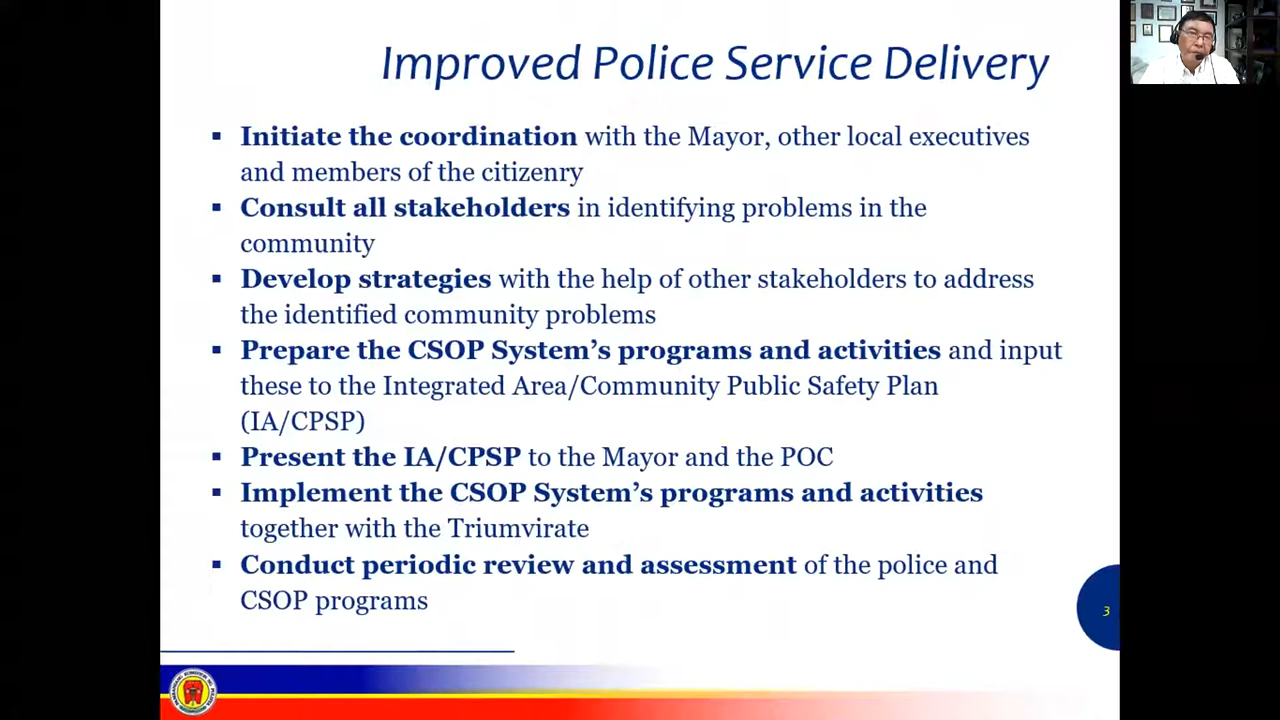 Improved Police Service Delivery
▪ Initiate the coordination with the Mayor, other local executives
and members of the citizenry
▪ Consult all stakeholders in identifying problems in the
community
▪ Develop strategies with the help of other stakeholders to address
the identified community problems
▪ Prepare the CSOP System’s programs and activities and input
these to the Integrated Area/Community Public Safety Plan
(IA/CPSP)
▪ Present the IA/CPSP to the Mayor and the POC
▪ Implement the CSOP System’s programs and activities
together with the Triumvirate
▪ Conduct periodic review and assessment of the police and
CSOP programs
3